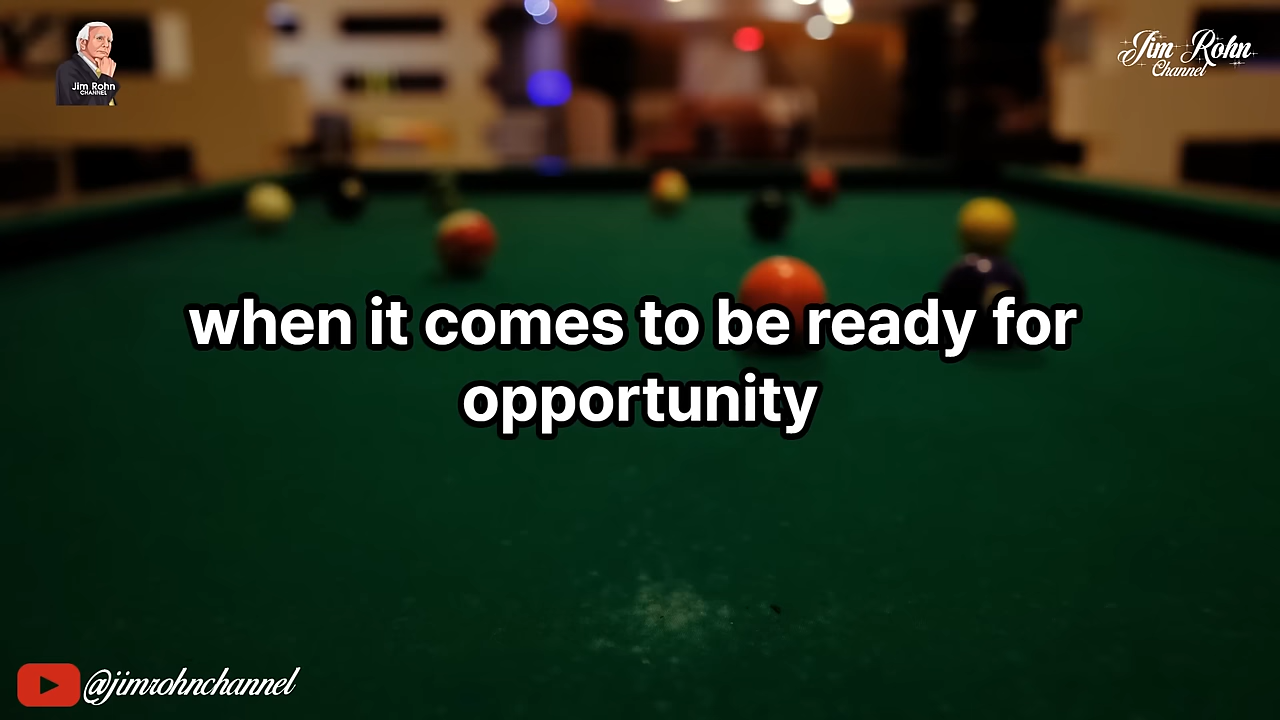 Jim Rohn
CHANNEL
Jim Rohn
Channel
when it comes to be ready for
opportunity
@jimrohnchannel